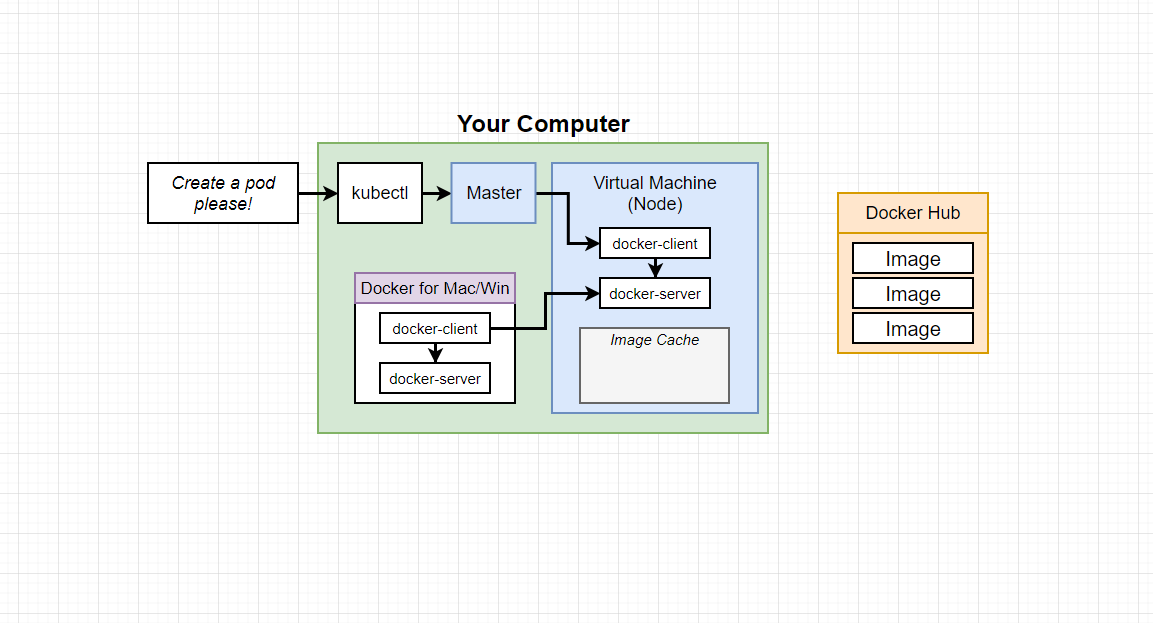 Your Computer
Create a pod
please!
kubectl
Master
Virtual Machine
(Node)
docker-client
docker-server
Image Cache
Docker for Mac/Win
docker-client
docker-server
Docker Hub
Image
Image
Image